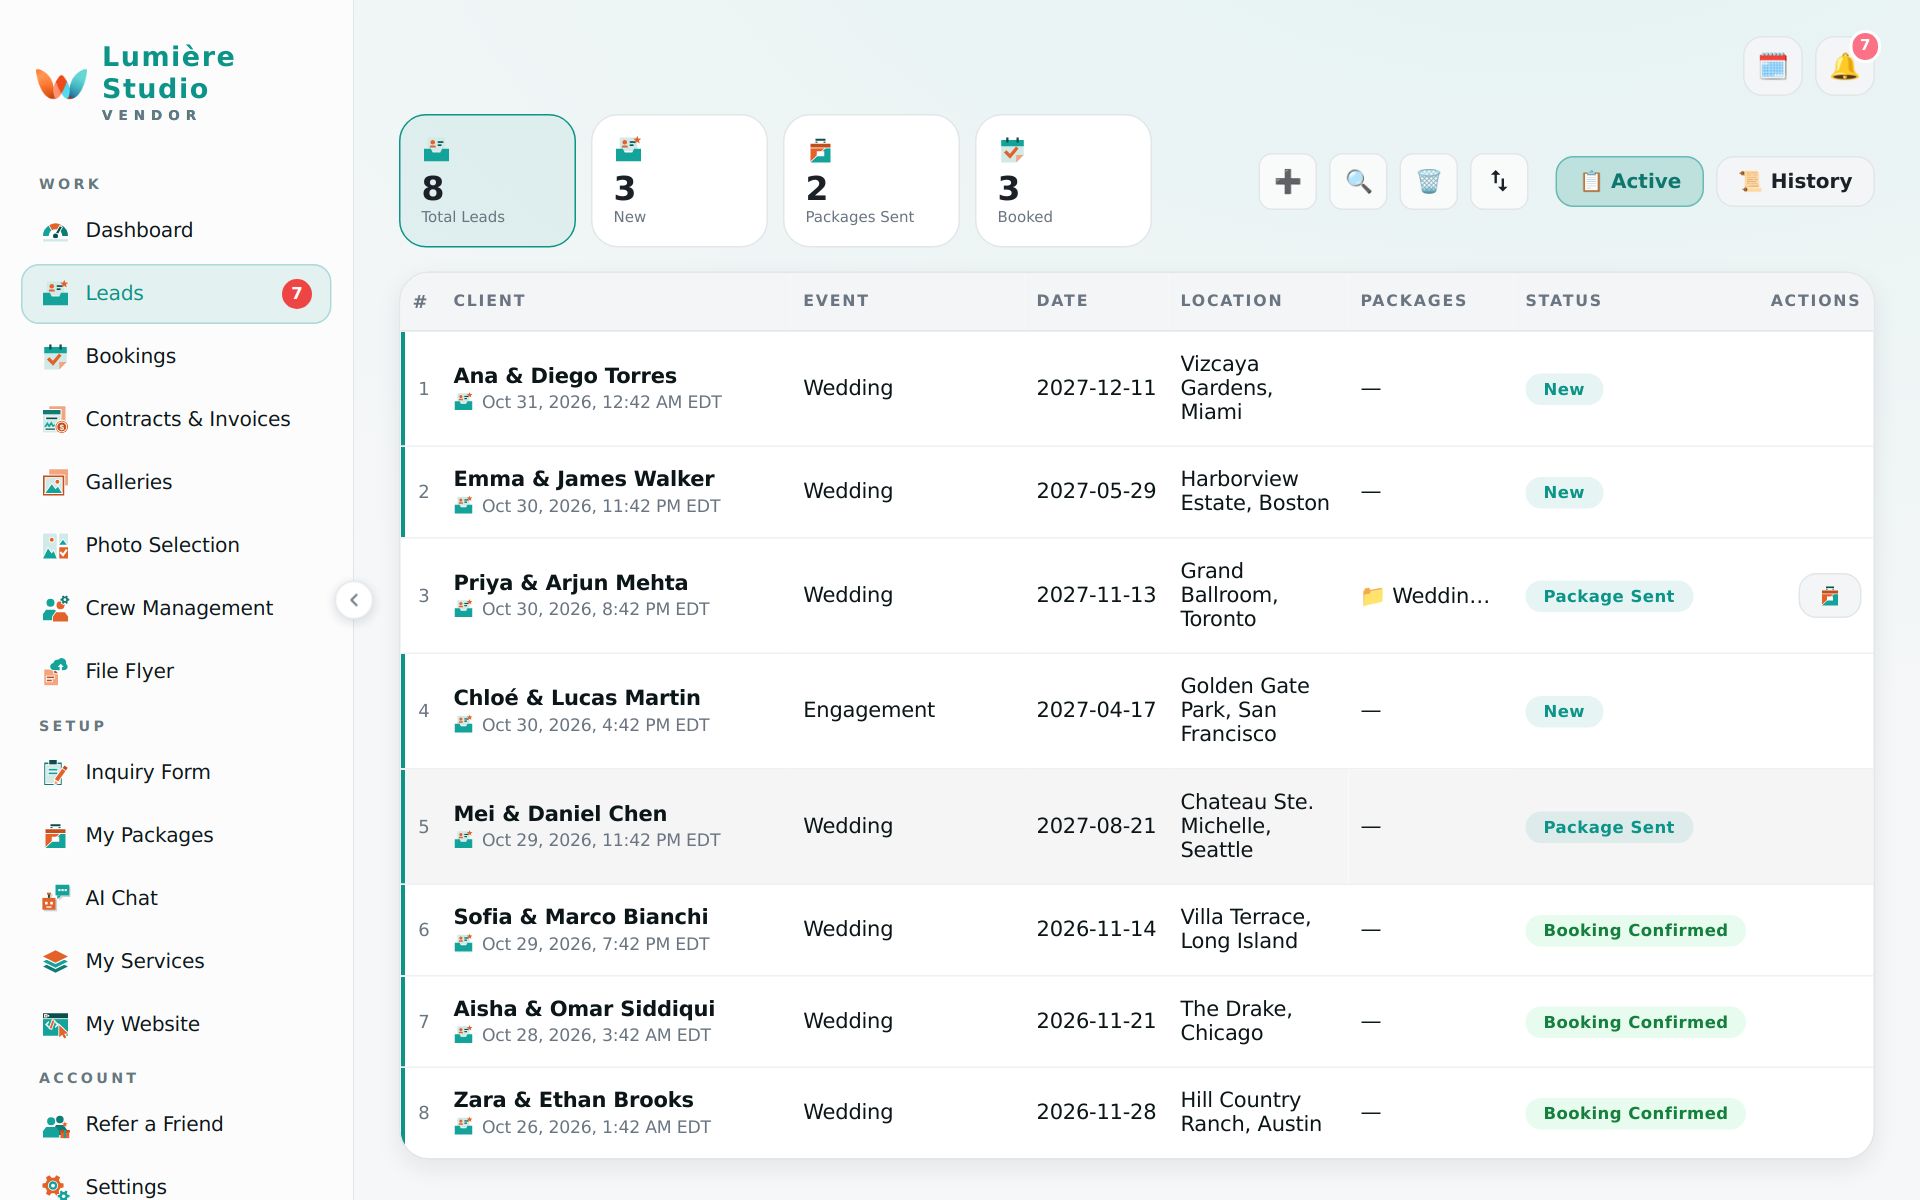 Lumière
Studio
VENDOR
7
WORK
Dashboard
Leads 7
Bookings
Contracts & Invoices
Galleries
Photo Selection
Crew Management
File Flyer
SETUP
Inquiry Form
My Packages
AI Chat
My Services
My Website
ACCOUNT
Refer a Friend
Settings
8
Total Leads
3
New
2
Packages Sent
3
Booked
Active
History
# CLIENT EVENT DATE LOCATION PACKAGES STATUS ACTIONS
1 Ana & Diego Torres
Oct 31, 2026, 12:42 AM EDT
Wedding 2027-12-11
Vizcaya
Gardens,
Miami
— New
2 Emma & James Walker
Oct 30, 2026, 11:42 PM EDT
Wedding 2027-05-29
Harborview
Estate, Boston
— New
3 Priya & Arjun Mehta
Oct 30, 2026, 8:42 PM EDT
Wedding 2027-11-13
Grand
Ballroom,
Toronto
Weddin... Package Sent
4 Chloé & Lucas Martin
Oct 30, 2026, 4:42 PM EDT
Engagement 2027-04-17
Golden Gate
Park, San
Francisco
— New
5 Mei & Daniel Chen
Oct 29, 2026, 11:42 PM EDT
Wedding 2027-08-21
Chateau Ste.
Michelle,
Seattle
— Package Sent
6 Sofia & Marco Bianchi
Oct 29, 2026, 7:42 PM EDT
Wedding 2026-11-14
Villa Terrace,
Long Island
— Booking Confirmed
7 Aisha & Omar Siddiqui
Oct 28, 2026, 3:42 AM EDT
Wedding 2026-11-21
The Drake,
Chicago
— Booking Confirmed
8 Zara & Ethan Brooks
Oct 26, 2026, 1:42 AM EDT
Wedding 2026-11-28
Hill Country
Ranch, Austin
— Booking Confirmed